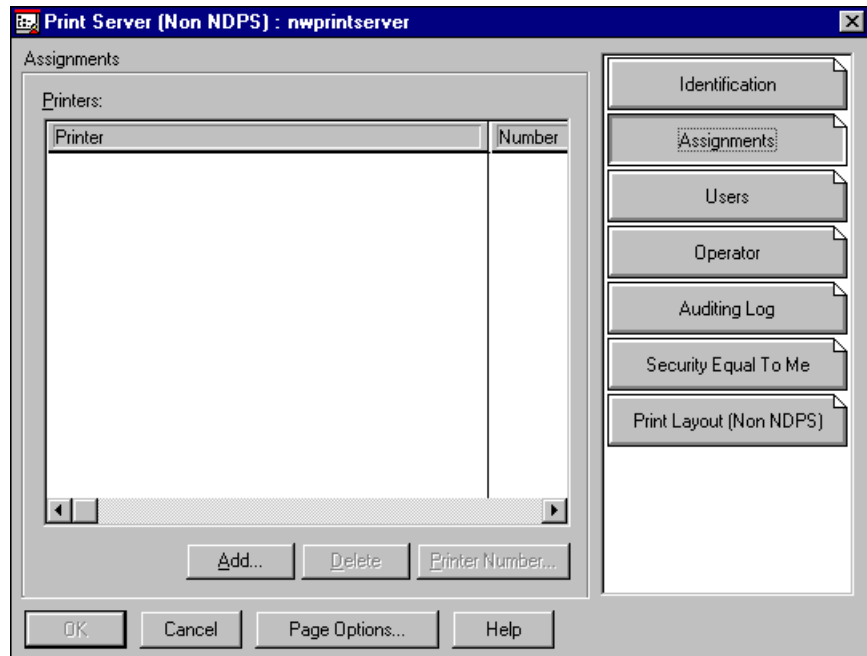 Print Server (Non NDPS) : nwprintserver
Assignments
Printers:
Printer
Number
Add...
Delete
Printer Number...
OK
Cancel
Page Options...
Help
Identification
Assignments
Users
Operator
Auditing Log
Security Equal To Me
Print Layout (Non NDPS)